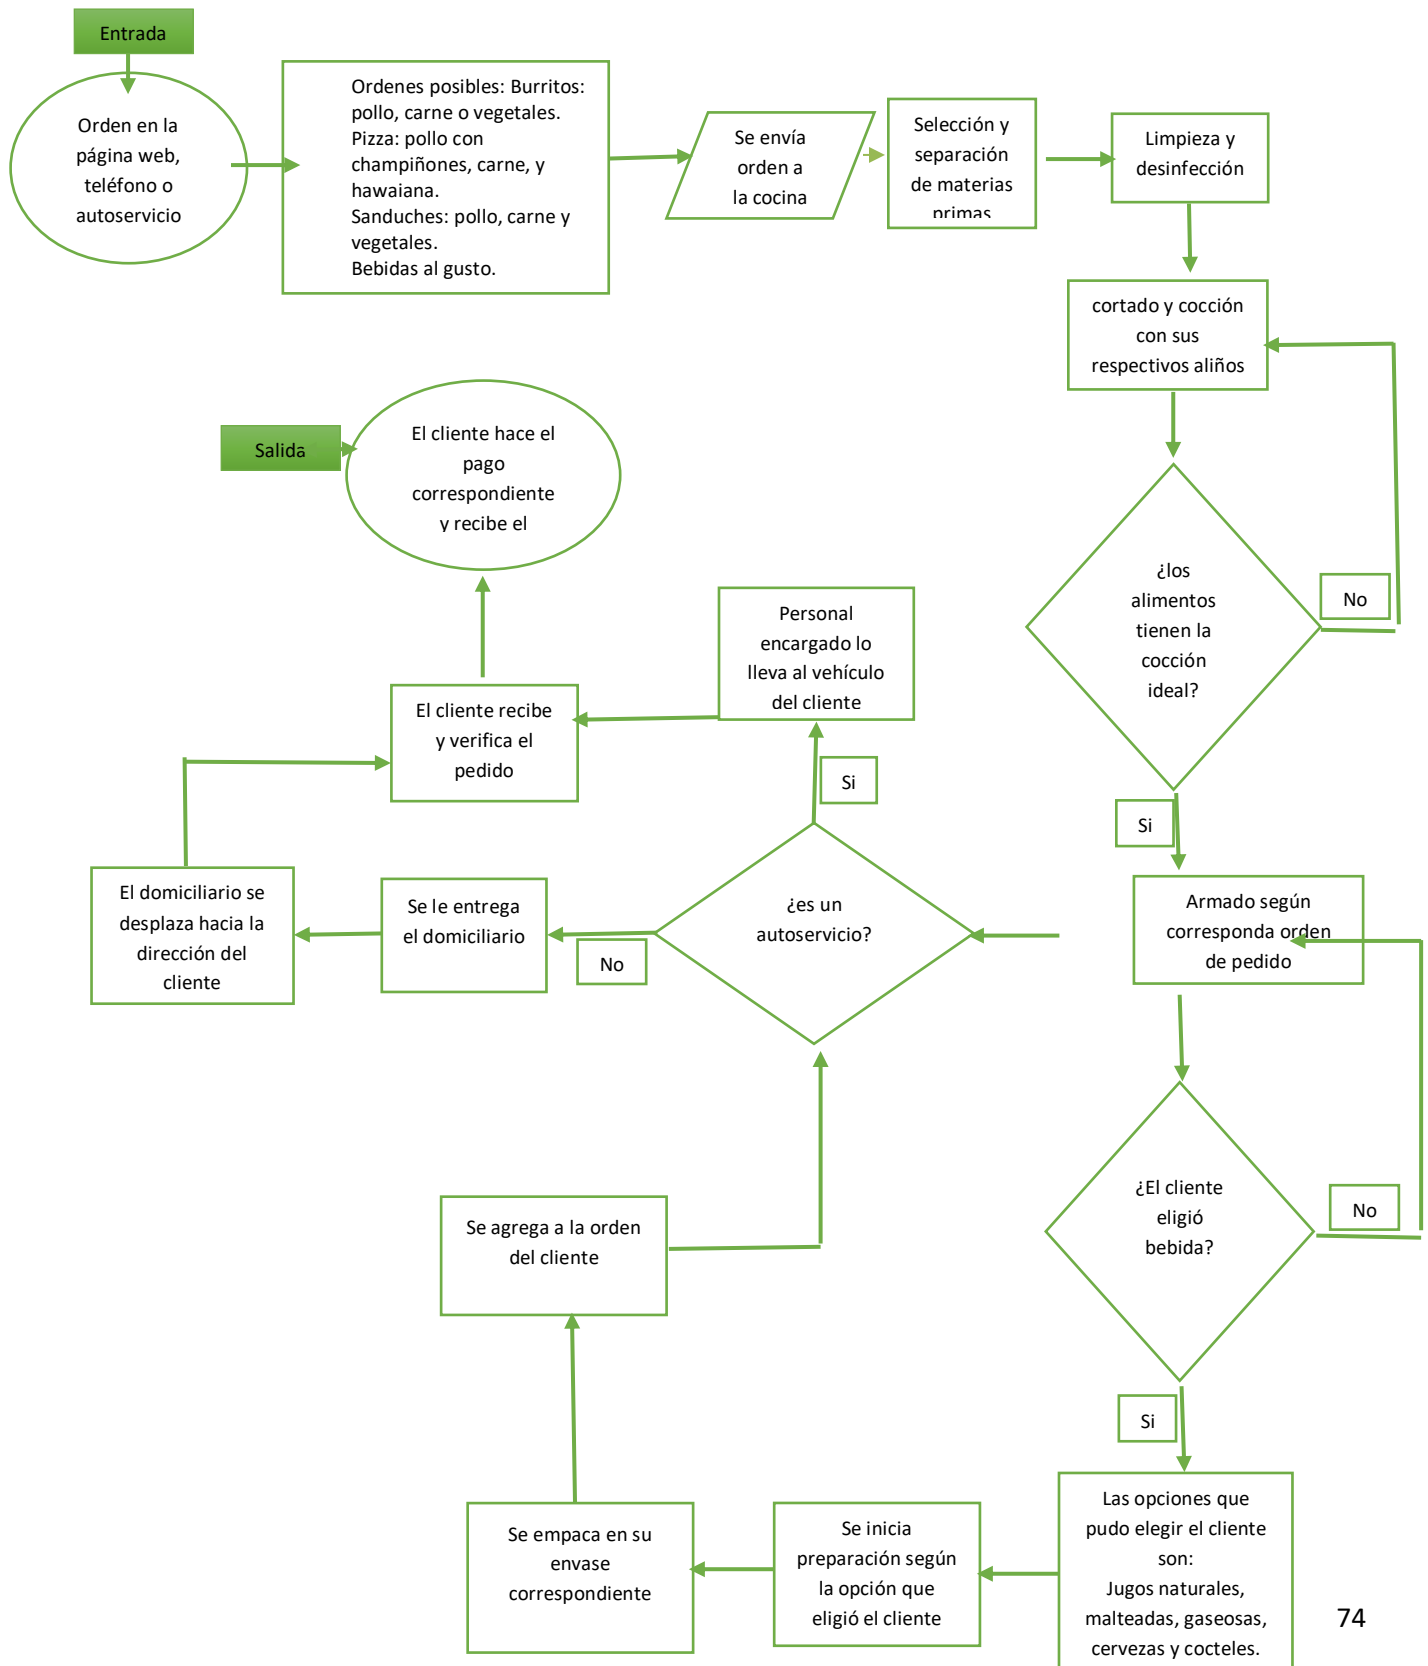 Entrada
Orden en la
página web,
teléfono o
autoservicio
Ordenes posibles: Burritos:
pollo, carne o vegetales.
Pizza: pollo con
champiñones, carne, y
hawaiana.
Sanduches: pollo, carne y
vegetales.
Bebidas al gusto.
Se envía
orden a
la cocina
Selección y
separación
de materias
primas
Limpieza y
desinfección
cortado y cocción
con sus
respectivos aliños
¿los
alimentos
tienen la
cocción
ideal?
No
Si
Armado según
corresponda orden
de pedido
¿El cliente
eligió
bebida?
No
Si
Las opciones que
pudo elegir el cliente
son:
Jugos naturales,
malteadas, gaseosas,
cervezas y cocteles.
Se inicia
preparación según
la opción que
eligió el cliente
Se empaca en su
envase
correspondiente
Se agrega a la orden
del cliente
¿es un
autoservicio?
Si
No
Personal
encargado lo
lleva al vehículo
del cliente
Se le entrega
el domiciliario
El domiciliario se
desplaza hacia la
dirección del
cliente
El cliente recibe
y verifica el
pedido
El cliente hace el
pago
correspondiente
y recibe el
Salida
74